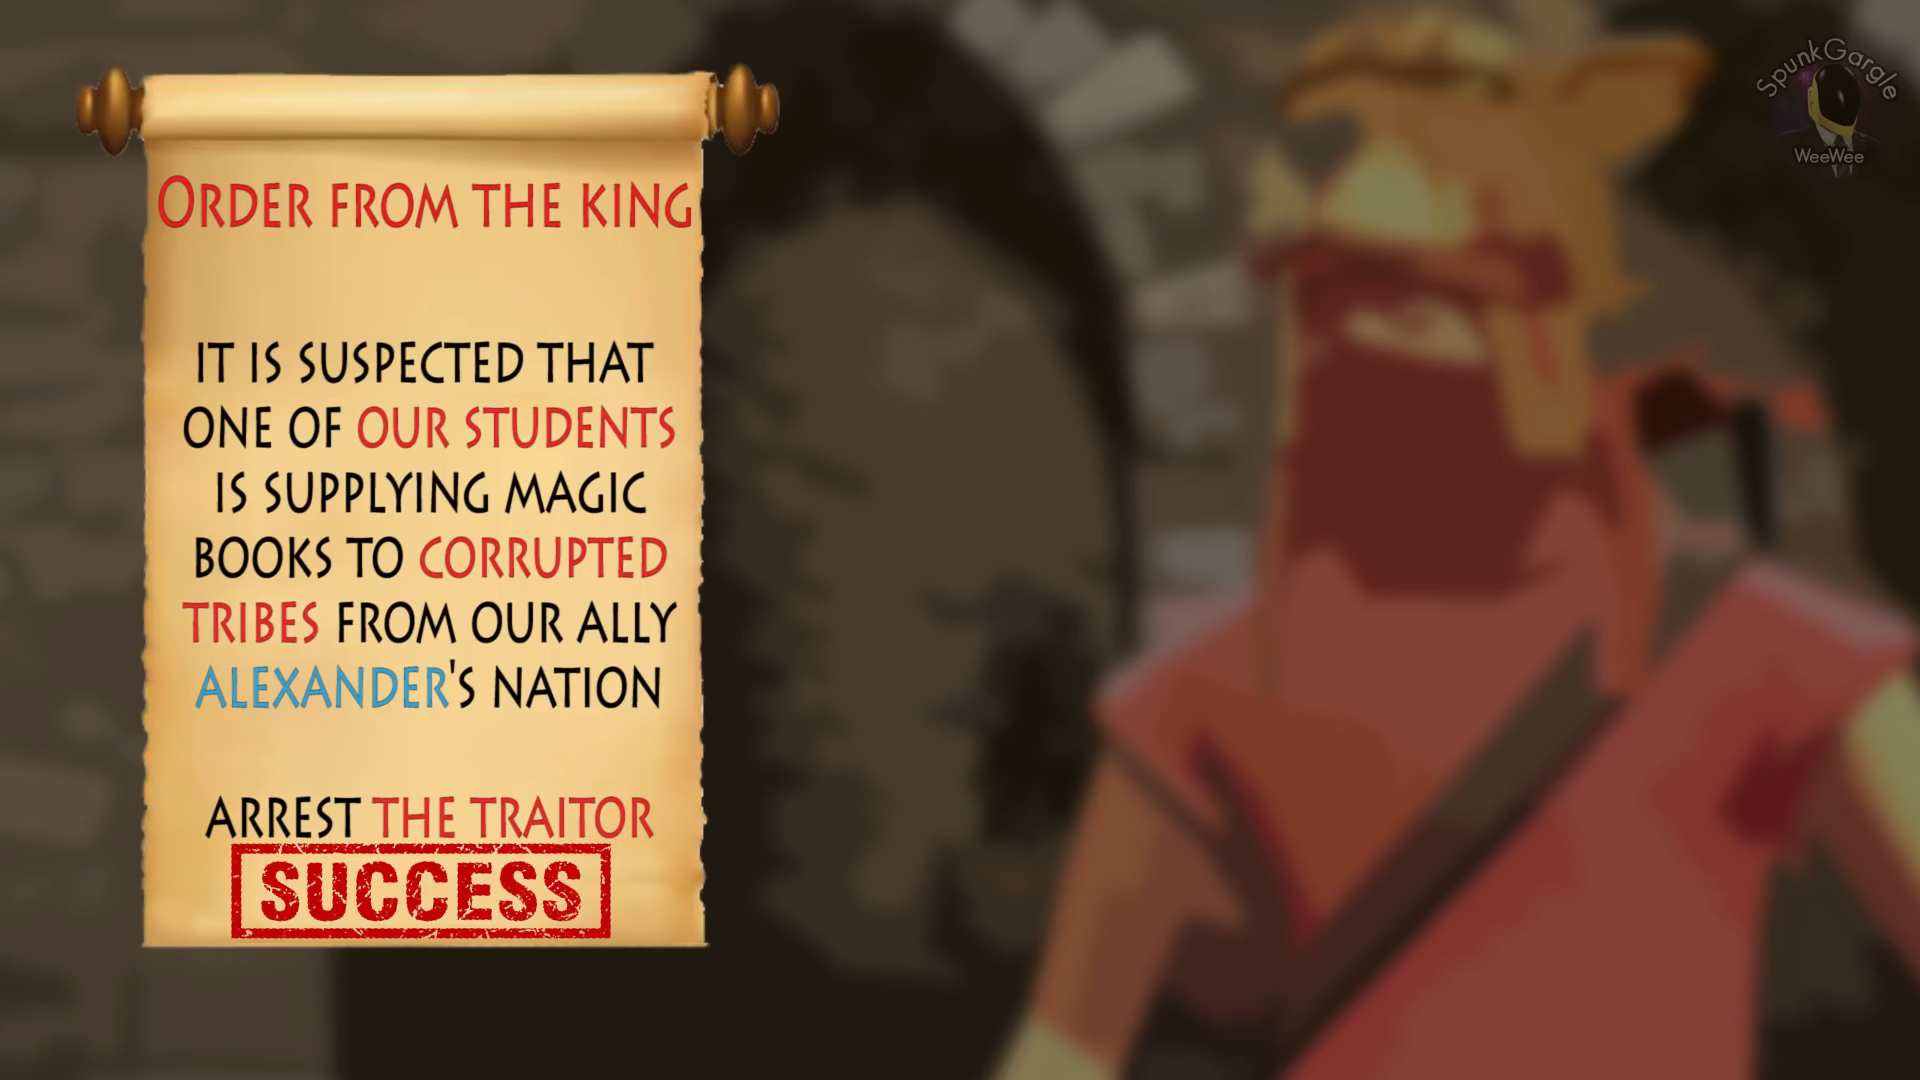 SpunkGargle
WeeWee
ORDER FROM THE KING
IT IS SUSPECTED THAT
ONE OF OUR STUDENTS
IS SUPPLYING MAGIC
BOOKS TO CORRUPTED
TRIBES FROM OUR ALLY
ALEXANDER'S NATION
ARREST THE TRAITOR
SUCCESS